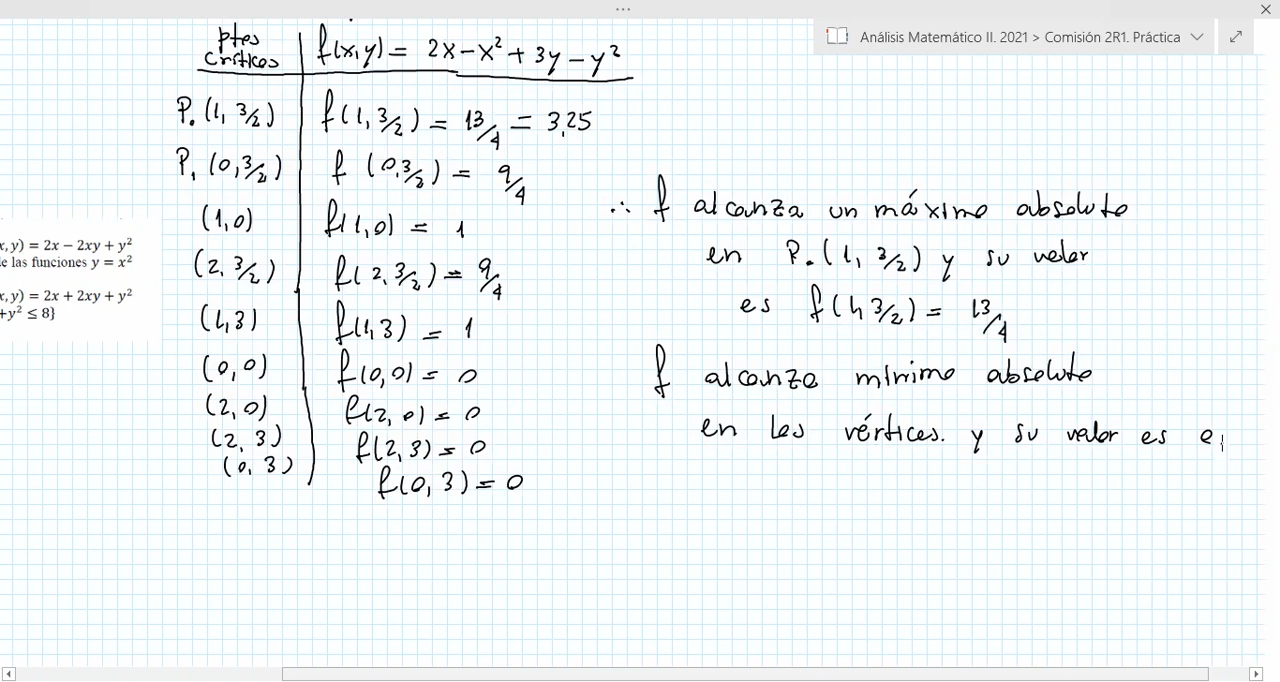 Análisis Matemático II. 2021 > Comisión 2R1. Práctica
ptes críticos | f(x,y) = 2x - x² + 3y - y²
P₀(1, 3/2) | f(1, 3/2) = 13/4 = 3,25
P₁(0, 3/2) | f(0, 3/2) = 9/4
(1,0) | f(1,0) = 1
(2, 3/2) | f(2, 3/2) = 9/4
(1,3) | f(1,3) = 1
(0,0) | f(0,0) = 0
(2,0) | f(2,0) = 0
(2, 3) | f(2,3) = 0
(0, 3) | f(0,3) = 0
x, y) = 2x − 2xy + y²
e las funciones y = x²
x, y) = 2x + 2xy + y²
+y² ≤ 8}
∴ f alcanza un máximo absoluto
en P₀(1, 3/2) y su valor
es f(1, 3/2) = 13/4
f alcanza mínimo absoluto
en los vértices. y su valor es